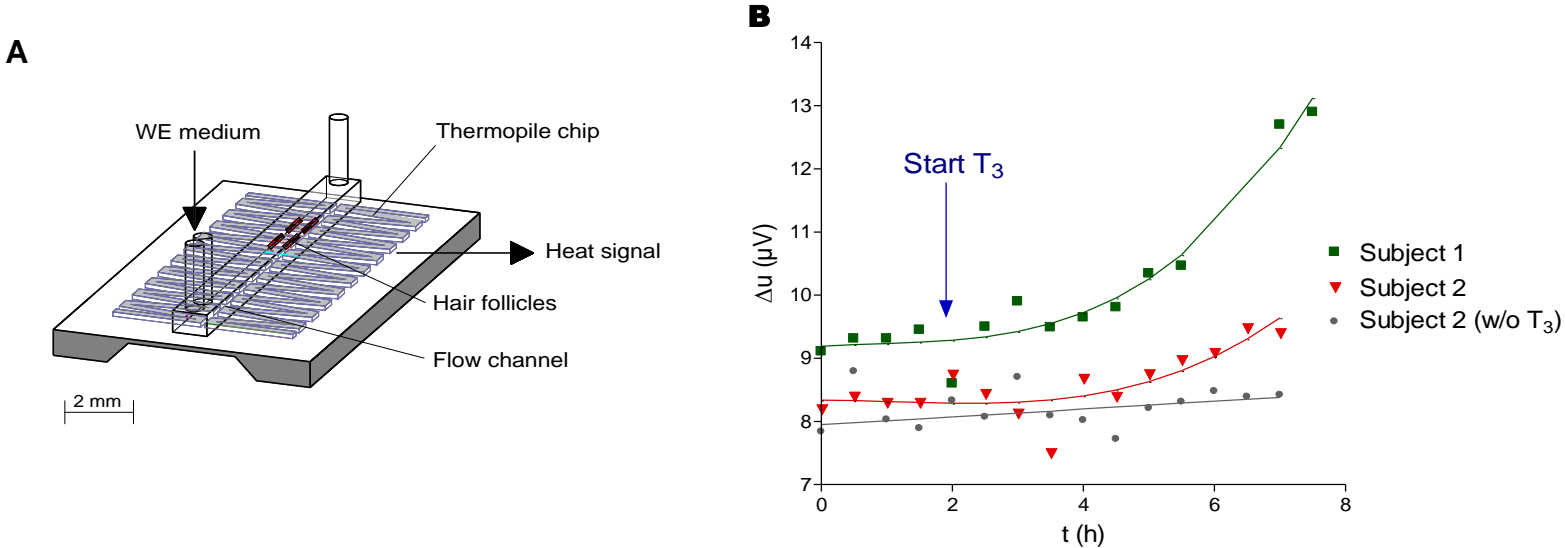 A
WE medium
Thermopile chip
Heat signal
Hair follicles
Flow channel
2 mm
B
14
13
12
11
10
9
8
7
Δu (µV)
0
2
4
6
8
t (h)
Start T3
Subject 1
Subject 2
Subject 2 (w/o T3)